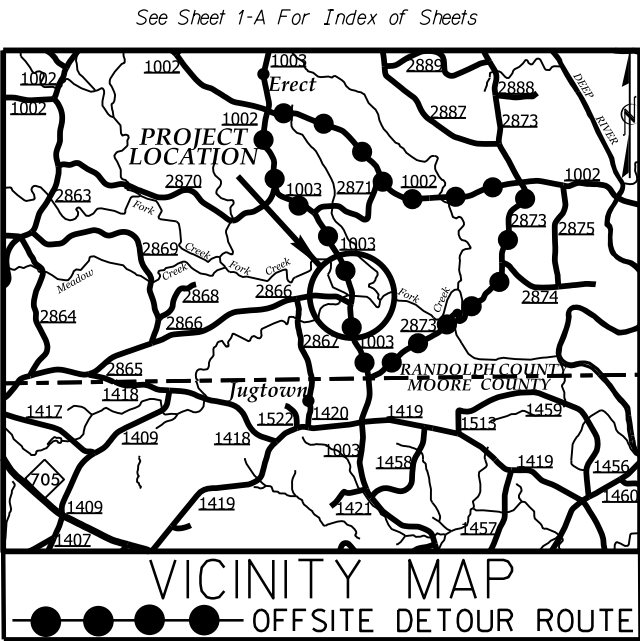 See Sheet 1-A For Index of Sheets
1003
1002
2889
1002
Erect
2888
1002
DEEP
RIVER
2887
1002
2873
PROJECT
LOCATION
2870
1002
1002
2871
1003
2863
Fork
2873
2875
1003
2869
Creek
Fork
Creek
Creek
Meadow
2866
2868
Fork
Creek
2874
2864
2866
2873
2867
1003
2865
RANDOLPH COUNTY
MOORE COUNTY
1418
Jugtown
1417
1522
1420
1419
1459
1513
1409
1418
1003
1458
1419
1456
705
1460
1409
1419
1421
1457
1407
VICINITY MAP
OFFSITE DETOUR ROUTE